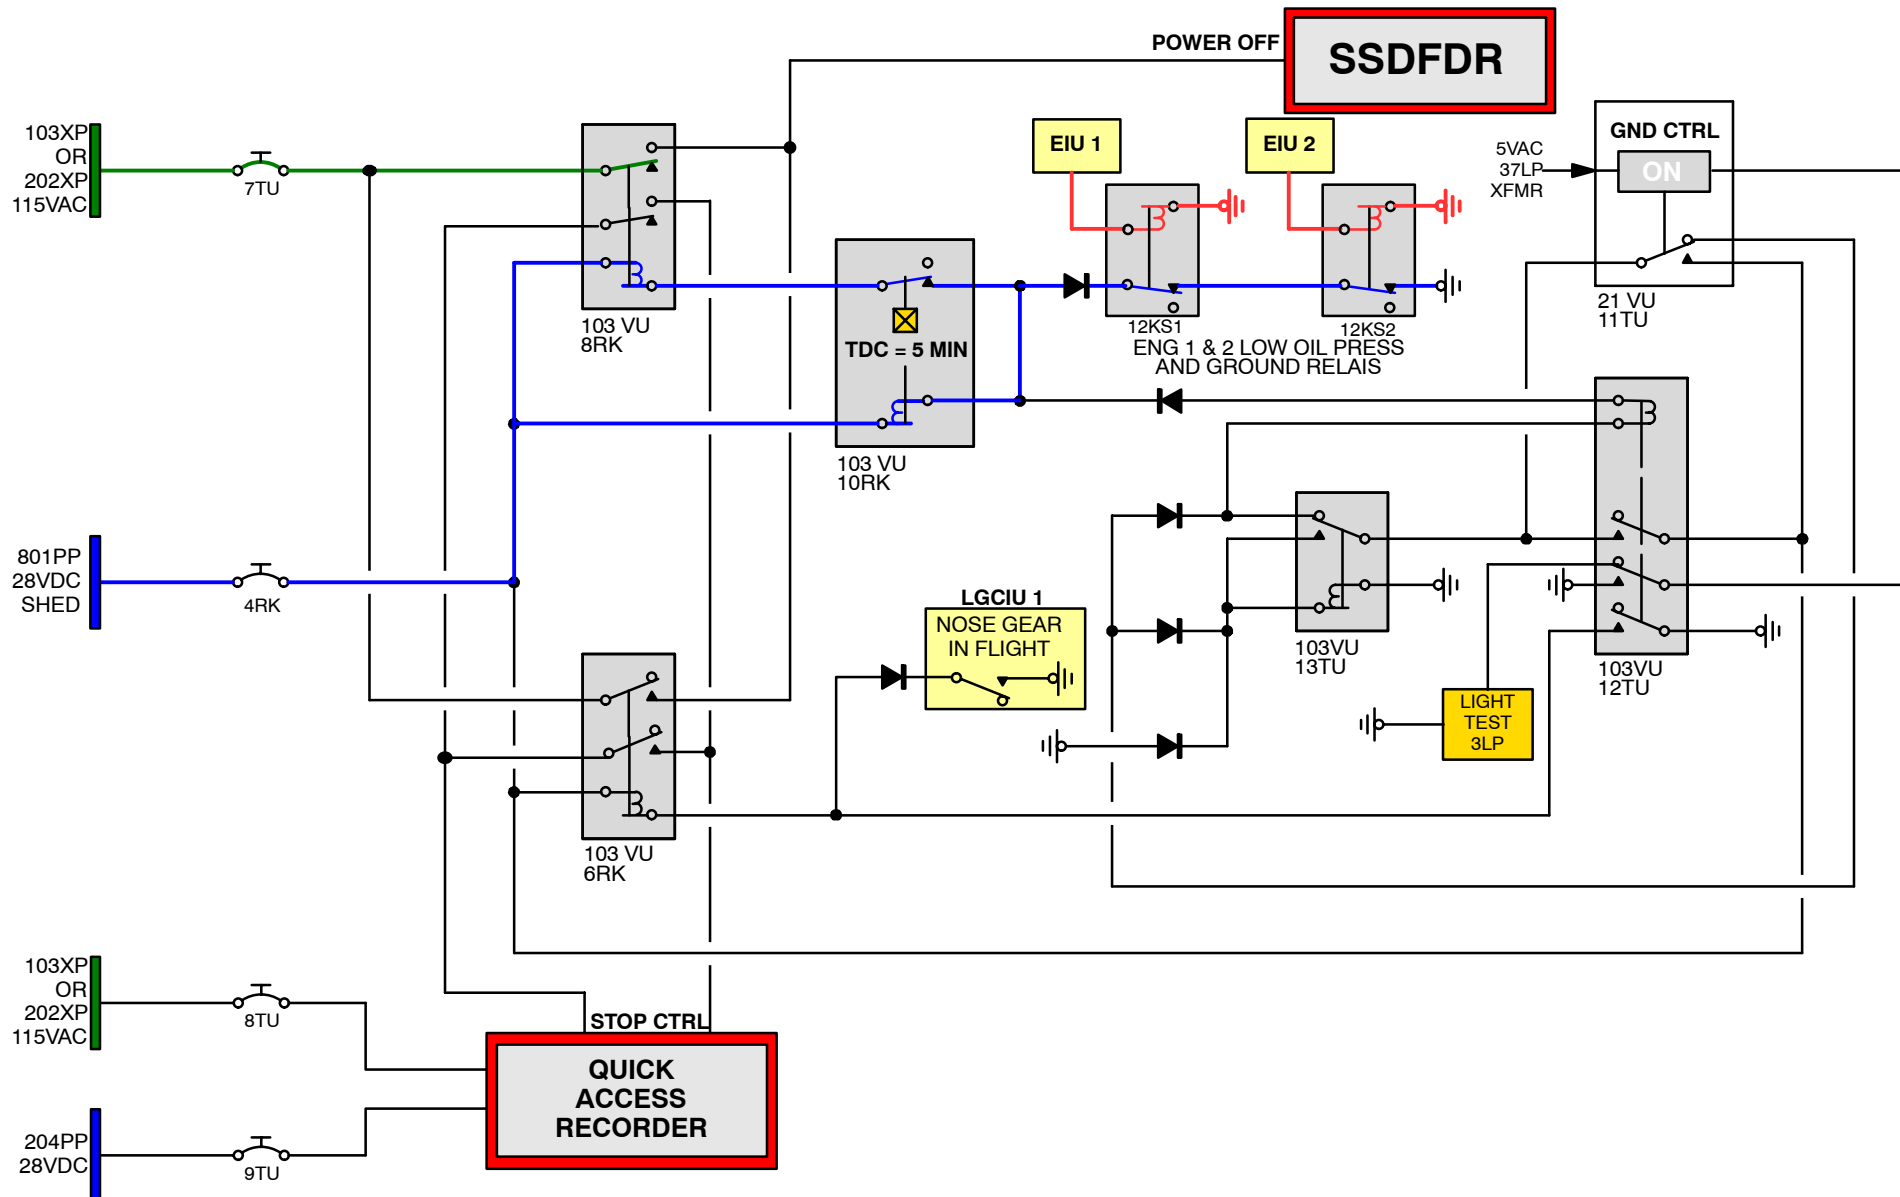 POWER OFF
SSDFDR
103XP
OR
202XP
115VAC
7TU
103 VU
8RK
EIU 1
EIU 2
5VAC
37LP
XFMR
GND CTRL
ON
21 VU
11TU
12KS1
12KS2
ENG 1 & 2 LOW OIL PRESS
AND GROUND RELAIS
TDC = 5 MIN
103 VU
10RK
801PP
28VDC
SHED
4RK
LGCIU 1
NOSE GEAR
IN FLIGHT
103VU
13TU
103VU
12TU
LIGHT
TEST
3LP
103 VU
6RK
103XP
OR
202XP
115VAC
8TU
STOP CTRL
QUICK
ACCESS
RECORDER
204PP
28VDC
9TU